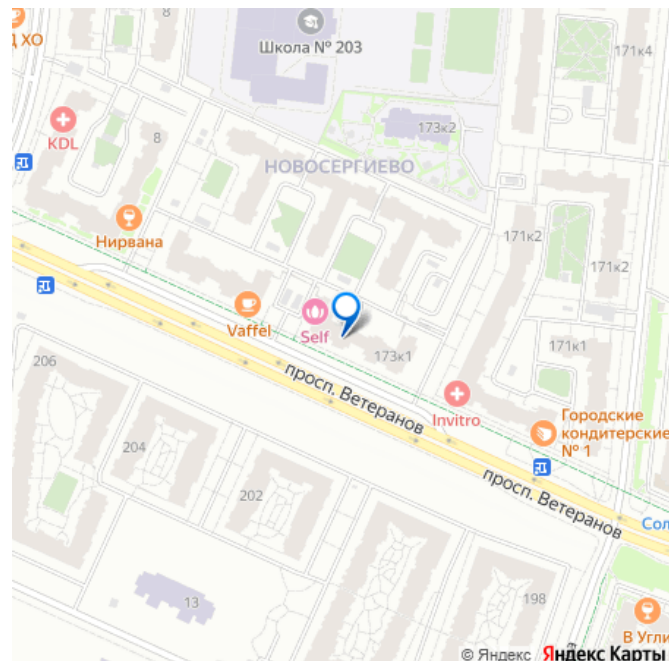 Д ХО
8
Школа № 203
171к4
KDL
8
173к2
НОВОСЕРГИЕВО
Нирвана
171к2
171к2
Vaffel
Self
173к1
171к1
206
просп. Ветеранов
Invitro
Городские
кондитерские
№ 1
204
202
просп. Ветеранов
Сол
13
198
В Угли
© Яндекс Яндекс Карты